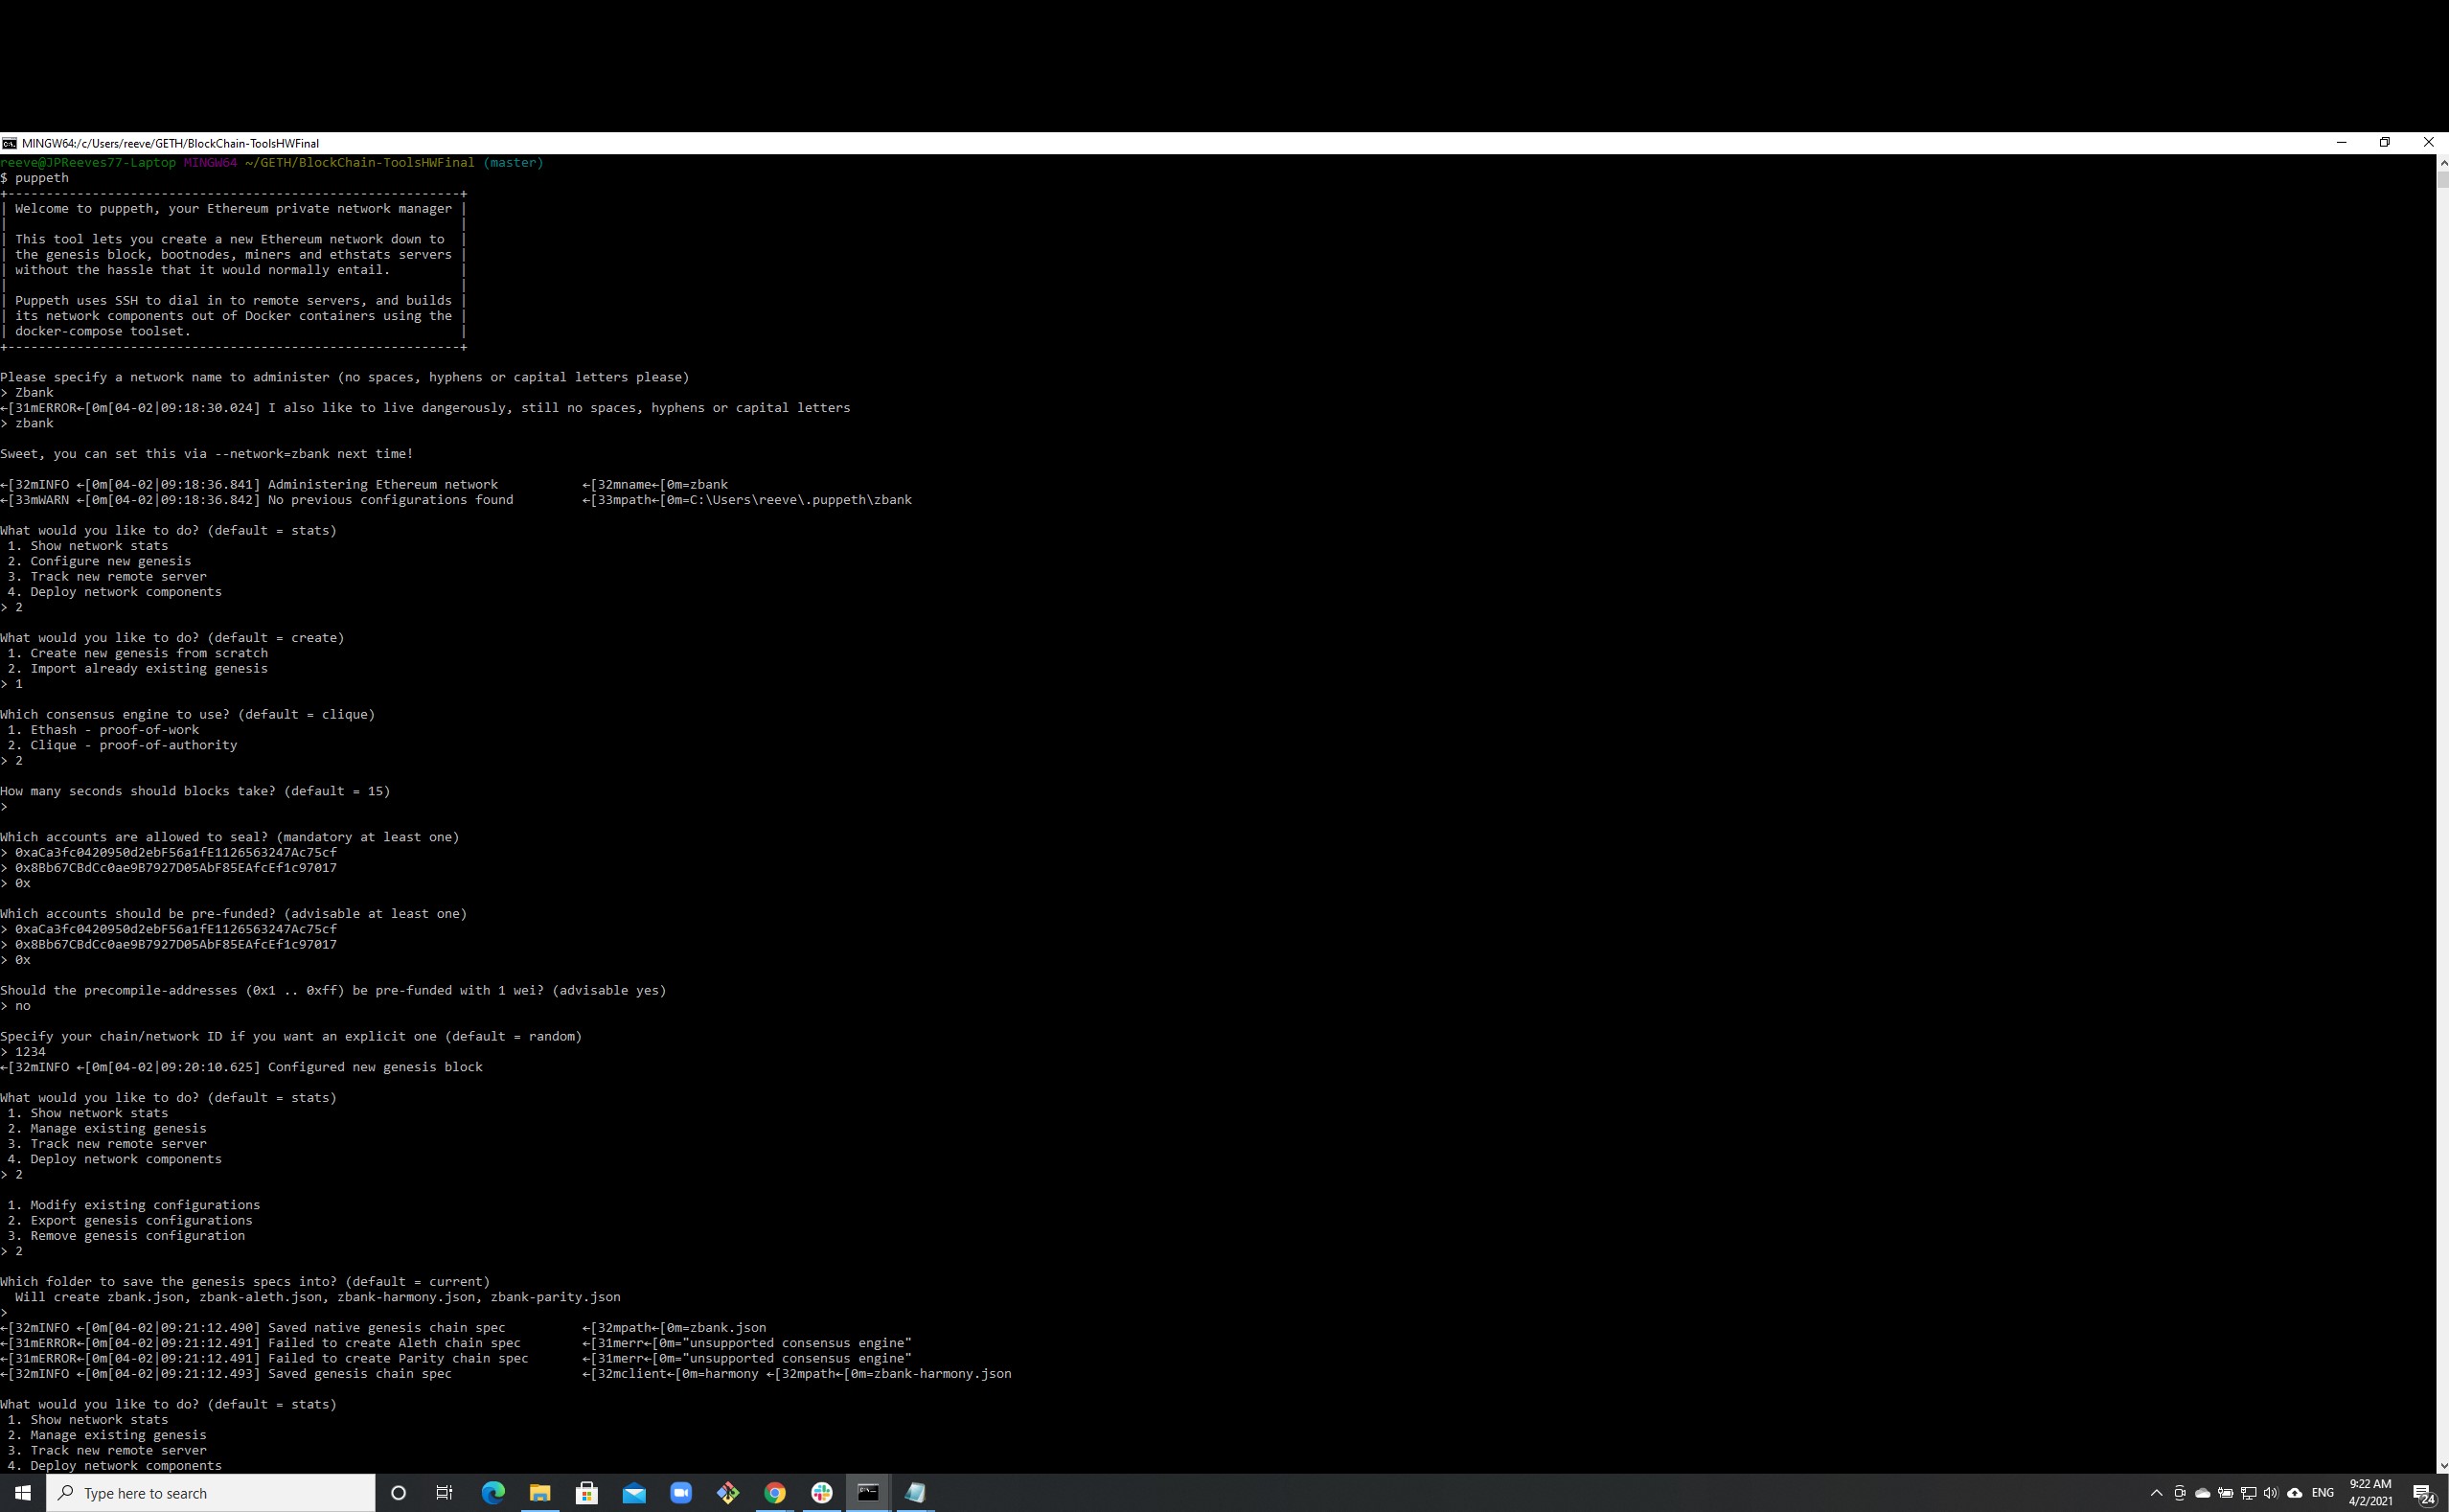 MINGW64:/c/Users/reeve/GETH/BlockChain-ToolsHWFinal
reeve@JPReeves77-Laptop MINGW64 ~/GETH/BlockChain-ToolsHWFinal (master)
$ puppeth
+-----------------------------------------------------------+
| Welcome to puppeth, your Ethereum private network manager |
|                                                           |
| This tool lets you create a new Ethereum network down to  |
| the genesis block, bootnodes, miners and ethstats servers |
| without the hassle that it would normally entail.         |
|                                                           |
| Puppeth uses SSH to dial in to remote servers, and builds |
| its network components out of Docker containers using the |
| docker-compose toolset.                                   |
+-----------------------------------------------------------+
Please specify a network name to administer (no spaces, hyphens or capital letters please)
> Zbank
←[31mERROR←[0m[04-02|09:18:30.024] I also like to live dangerously, still no spaces, hyphens or capital letters
> zbank
Sweet, you can set this via --network=zbank next time!
←[32mINFO ←[0m[04-02|09:18:36.841] Administering Ethereum network           ←[32mname←[0m=zbank
←[33mWARN ←[0m[04-02|09:18:36.842] No previous configurations found         ←[33mpath←[0m=C:\Users\reeve\.puppeth\zbank
What would you like to do? (default = stats)
 1. Show network stats
 2. Configure new genesis
 3. Track new remote server
 4. Deploy network components
> 2
What would you like to do? (default = create)
 1. Create new genesis from scratch
 2. Import already existing genesis
> 1
Which consensus engine to use? (default = clique)
 1. Ethash - proof-of-work
 2. Clique - proof-of-authority
> 2
How many seconds should blocks take? (default = 15)
>
Which accounts are allowed to seal? (mandatory at least one)
> 0xaCa3fc0420950d2ebF56a1fE1126563247Ac75cf
> 0x8Bb67CBdCc0ae9B7927D05AbF85EAfcEf1c97017
> 0x
Which accounts should be pre-funded? (advisable at least one)
> 0xaCa3fc0420950d2ebF56a1fE1126563247Ac75cf
> 0x8Bb67CBdCc0ae9B7927D05AbF85EAfcEf1c97017
> 0x
Should the precompile-addresses (0x1 .. 0xff) be pre-funded with 1 wei? (advisable yes)
> no
Specify your chain/network ID if you want an explicit one (default = random)
> 1234
←[32mINFO ←[0m[04-02|09:20:10.625] Configured new genesis block
What would you like to do? (default = stats)
 1. Show network stats
 2. Manage existing genesis
 3. Track new remote server
 4. Deploy network components
> 2
 1. Modify existing configurations
 2. Export genesis configurations
 3. Remove genesis configuration
> 2
Which folder to save the genesis specs into? (default = current)
  Will create zbank.json, zbank-aleth.json, zbank-harmony.json, zbank-parity.json
>
←[32mINFO ←[0m[04-02|09:21:12.490] Saved native genesis chain spec          ←[32mpath←[0m=zbank.json
←[31mERROR←[0m[04-02|09:21:12.491] Failed to create Aleth chain spec        ←[31merr←[0m="unsupported consensus engine"
←[31mERROR←[0m[04-02|09:21:12.491] Failed to create Parity chain spec       ←[31merr←[0m="unsupported consensus engine"
←[32mINFO ←[0m[04-02|09:21:12.493] Saved genesis chain spec                 ←[32mclient←[0m=harmony ←[32mpath←[0m=zbank-harmony.json
What would you like to do? (default = stats)
 1. Show network stats
 2. Manage existing genesis
 3. Track new remote server
 4. Deploy network components
Type here to search
ENG
9:22 AM
4/2/2021
24